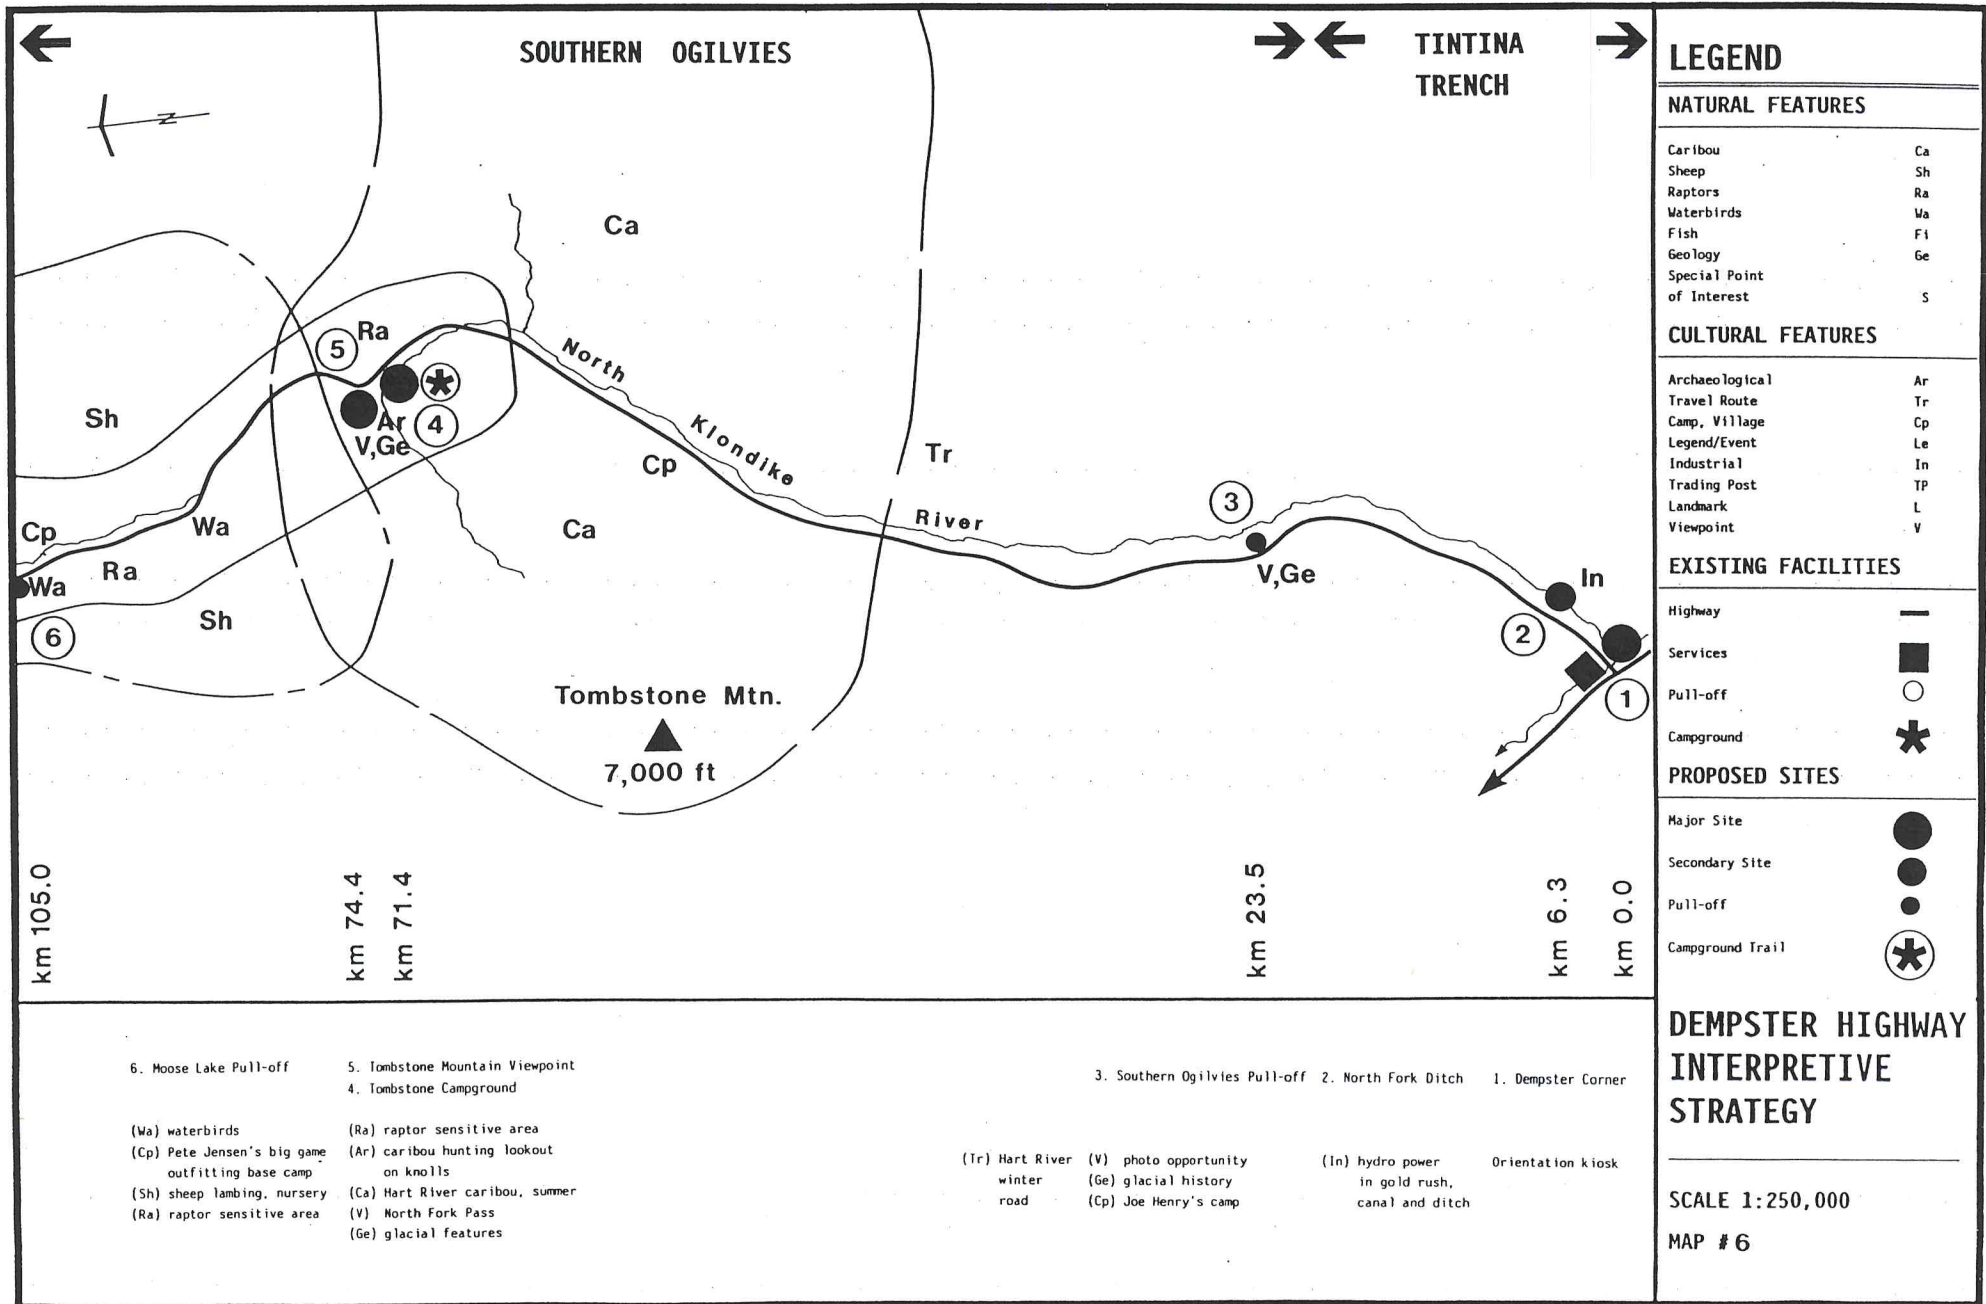 SOUTHERN OGILVIES
TINTINA
TRENCH
N
Ca
Ra
5
Sh
Ar
4
V,Ge
North
Klondike
River
Cp
Tr
3
V,Ge
Cp
Wa
Ca
Ra
Wa
Sh
6
In
2
1
Tombstone Mtn.
7,000 ft
km 105.0
km 74.4
km 71.4
km 23.5
km 6.3
km 0.0
6. Moose Lake Pull-off
(Wa) waterbirds
(Cp) Pete Jensen's big game
outfitting base camp
(Sh) sheep lambing, nursery
(Ra) raptor sensitive area
5. Tombstone Mountain Viewpoint
4. Tombstone Campground
(Ra) raptor sensitive area
(Ar) caribou hunting lookout
on knolls
(Ca) Hart River caribou, summer
(V) North Fork Pass
(Ge) glacial features
3. Southern Ogilvies Pull-off
(Tr) Hart River
winter
road
(V) photo opportunity
(Ge) glacial history
(Cp) Joe Henry's camp
2. North Fork Ditch
(In) hydro power
in gold rush,
canal and ditch
1. Dempster Corner
Orientation kiosk
LEGEND
NATURAL FEATURES
Caribou Ca
Sheep Sh
Raptors Ra
Waterbirds Wa
Fish Fi
Geology Ge
Special Point
of Interest S
CULTURAL FEATURES
Archaeological Ar
Travel Route Tr
Camp, Village Cp
Legend/Event Le
Industrial In
Trading Post TP
Landmark L
Viewpoint V
EXISTING FACILITIES
Highway
Services
Pull-off
Campground
PROPOSED SITES
Major Site
Secondary Site
Pull-off
Campground Trail
DEMPSTER HIGHWAY
INTERPRETIVE
STRATEGY
SCALE 1:250,000
MAP #6